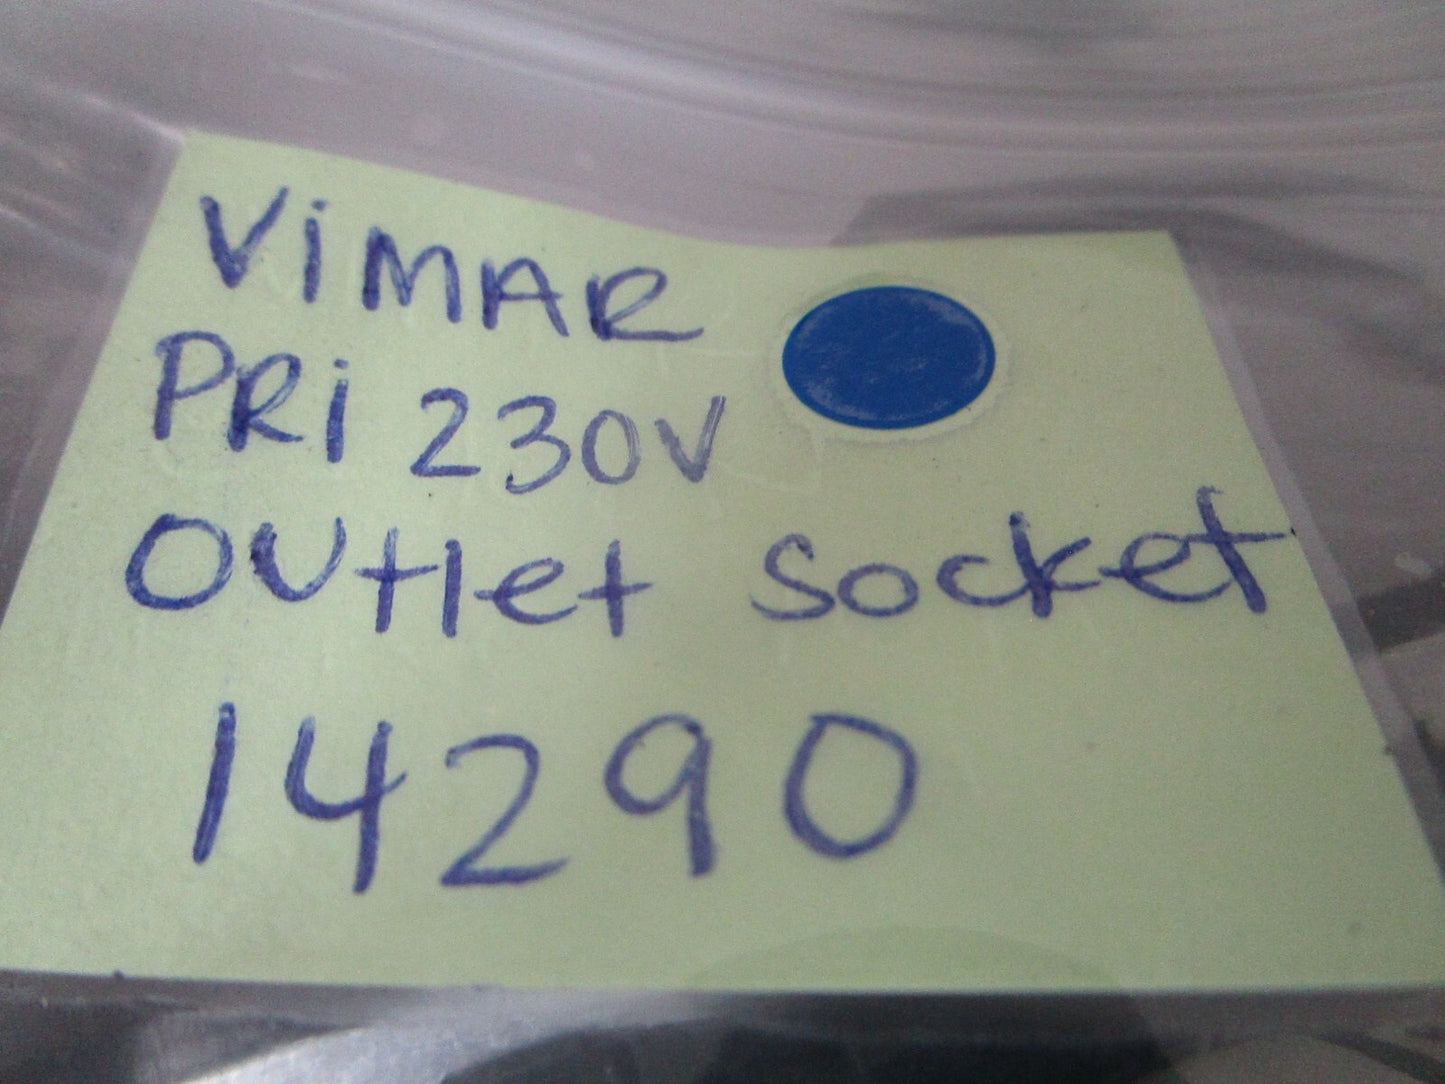 ViMAR
PRi 230V
OUtlet socket
14290